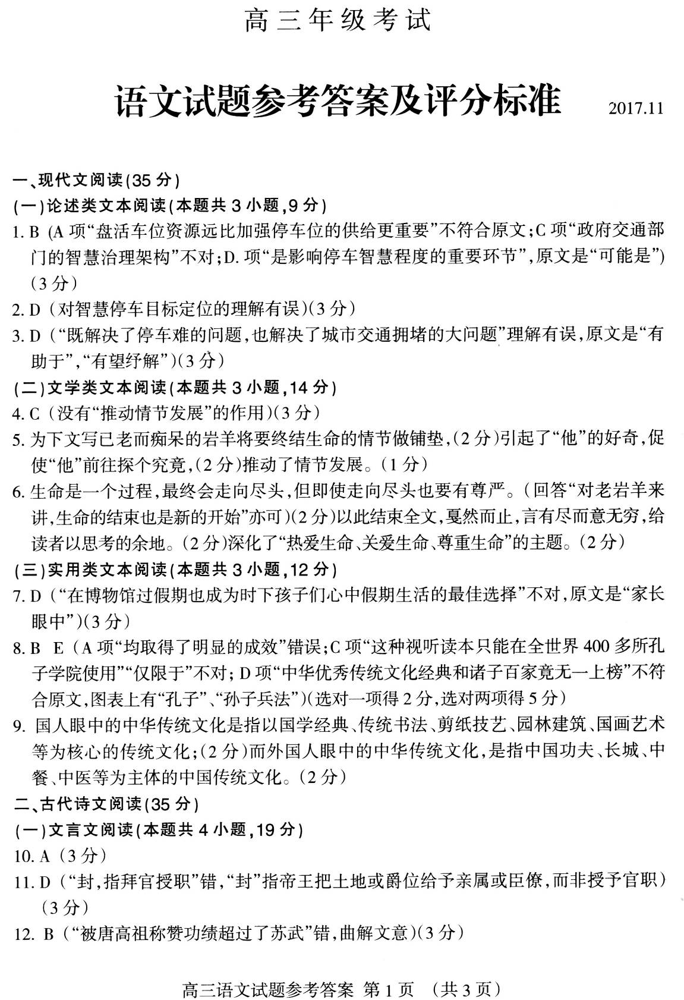 高三年级考试
语文试题参考答案及评分标准 2017.11
一、现代文阅读(35分)
(一)论述类文本阅读(本题共3小题,9分)
1. B (A项“盘活车位资源远比加强停车位的供给更重要”不符合原文;C项“政府交通部
门的智慧治理架构”不对;D.项“是影响停车智慧程度的重要环节”,原文是“可能是”)
(3分)
2. D (对智慧停车目标定位的理解有误)(3分)
3. D (“既解决了停车难的问题,也解决了城市交通拥堵的大问题”理解有误,原文是“有
助于”,“有望纾解”)(3分)
(二)文学类文本阅读(本题共3小题,14分)
4. C (没有“推动情节发展”的作用)(3分)
5. 为下文写已老而痴呆的岩羊将要终结生命的情节做铺垫,(2分)引起了“他”的好奇,促
使“他”前往探个究竟,(2分)推动了情节发展。(1分)
6. 生命是一个过程,最终会走向尽头,但即使走向尽头也要有尊严。(回答“对老岩羊来
讲,生命的结束也是新的开始”亦可)(2分)以此结束全文,戛然而止,言有尽而意无穷,给
读者以思考的余地。(2分)深化了“热爱生命、关爱生命、尊重生命”的主题。(2分)
(三)实用类文本阅读(本题共3小题,12分)
7. D (“在博物馆过假期也成为时下孩子们心中假期生活的最佳选择”不对,原文是“家长
眼中”)(3分)
8. B E (A项“均取得了明显的成效”错误;C项“这种视听读本只能在全世界400多所孔
子学院使用”“仅限于”不对; D项“中华优秀传统文化经典和诸子百家竟无一上榜”不符
合原文,图表上有“孔子”、“孙子兵法”)(选对一项得2分,选对两项得5分)
9. 国人眼中的中华传统文化是指以国学经典、传统书法、剪纸技艺、园林建筑、国画艺术
等为核心的传统文化;(2分)而外国人眼中的中华传统文化,是指中国功夫、长城、中
餐、中医等为主体的中国传统文化。(2分)
二、古代诗文阅读(35分)
(一)文言文阅读(本题共4小题,19分)
10. A (3分)
11. D (“封,指拜官授职”错,“封”指帝王把土地或爵位给予亲属或臣僚,而非授予官职)
(3分)
12. B (“被唐高祖称赞功绩超过了苏武”错,曲解文意)(3分)
高三语文试题参考答案 第1页 (共3页)